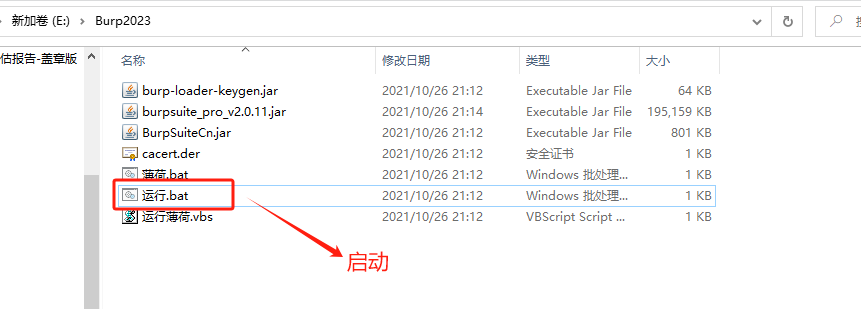 新加卷 (E:) > Burp2023
估报告-盖章版
名称 修改日期 类型 大小
burp-loader-keygen.jar 2021/10/26 21:12 Executable Jar File 64 KB
burpsuite_pro_v2.0.11.jar 2021/10/26 21:14 Executable Jar File 195,159 KB
BurpSuiteCn.jar 2021/10/26 21:12 Executable Jar File 801 KB
cacert.der 2021/10/26 21:12 安全证书 1 KB
薄荷.bat 2021/10/26 21:12 Windows 批处理... 1 KB
运行.bat 2021/10/26 21:12 Windows 批处理... 1 KB
运行薄荷.vbs 2021/10/26 21:12 VBScript Script ... 1 KB
启动